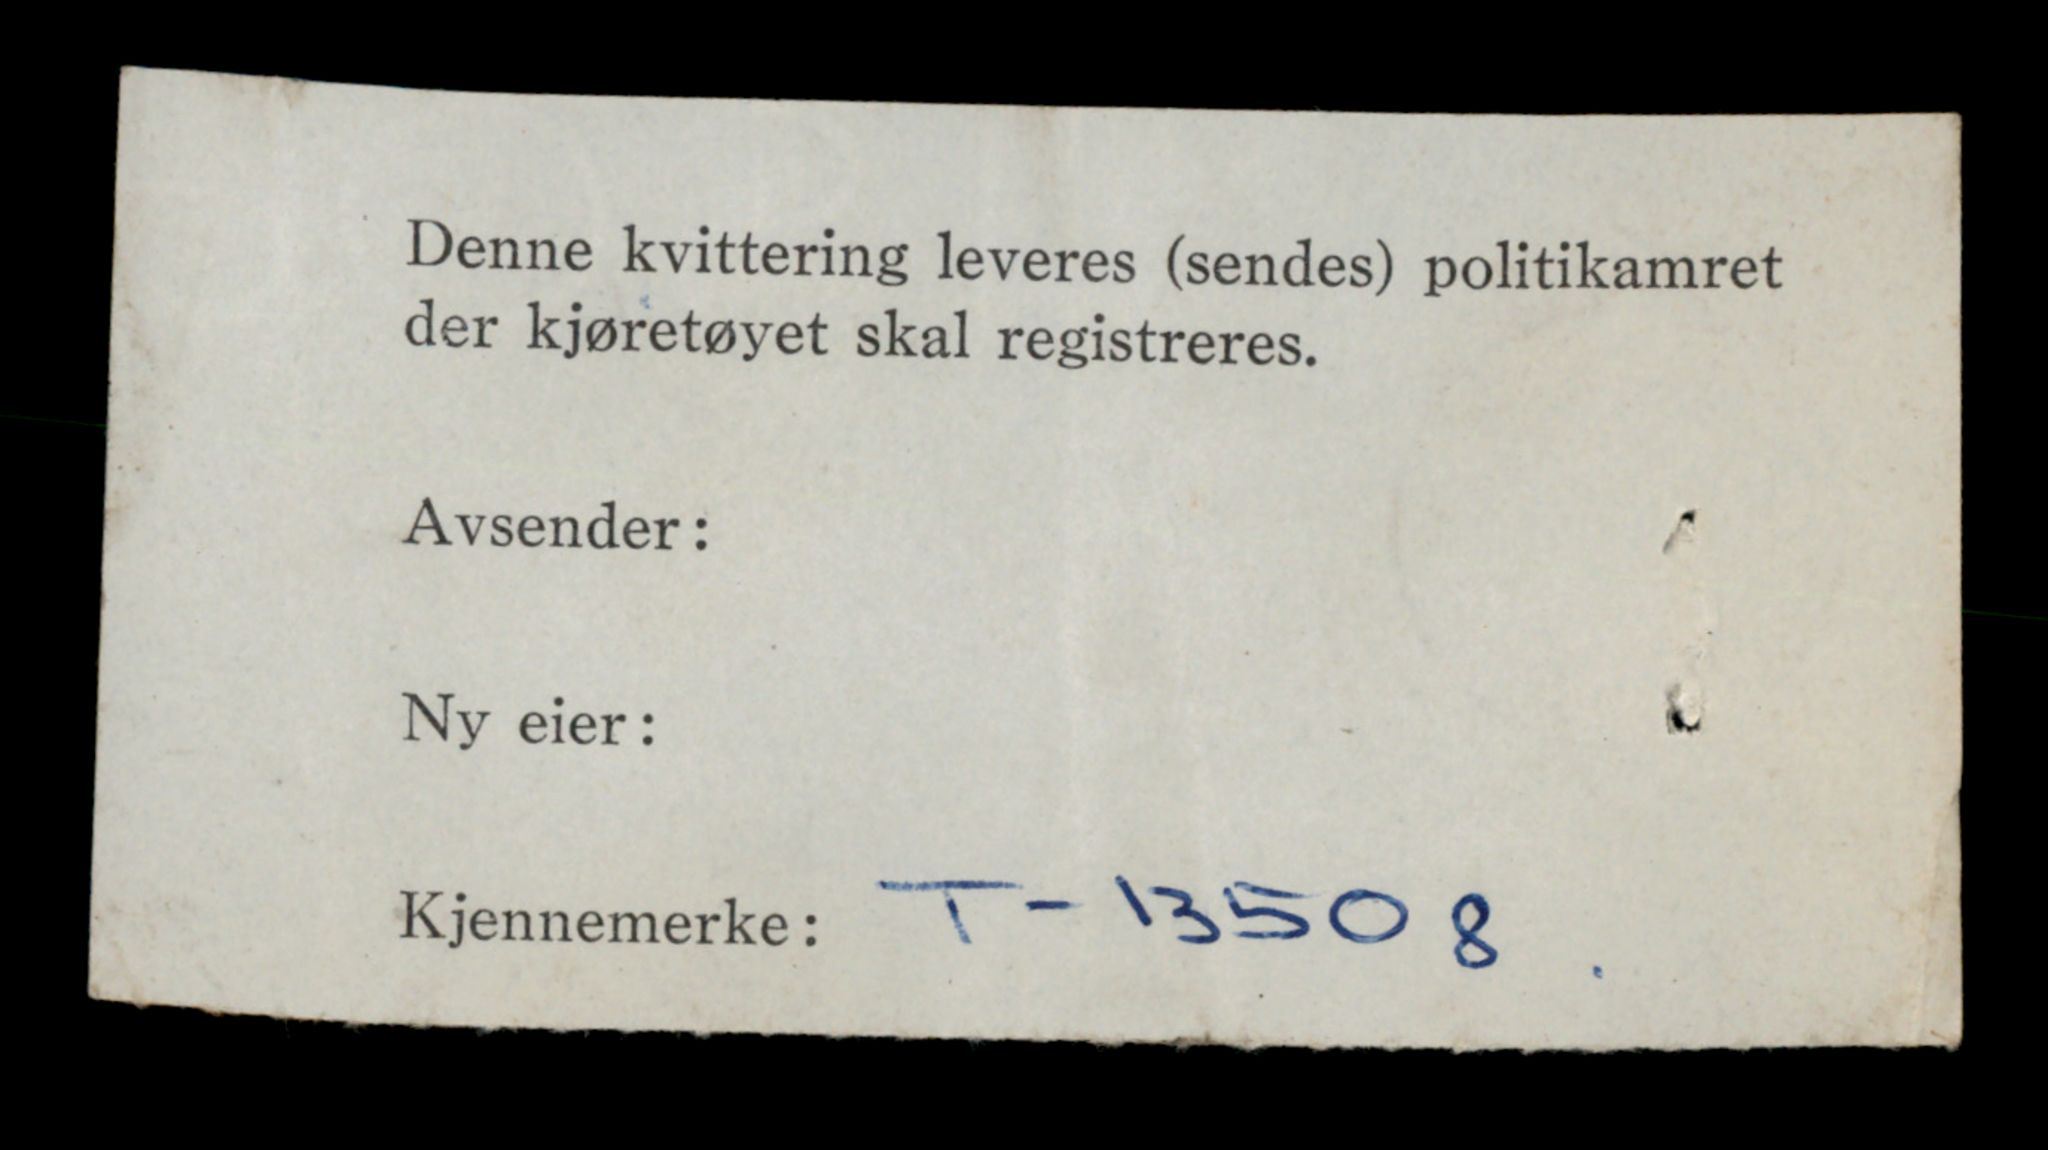 Denne kvittering leveres (sendes) politikamret
der kjøretøyet skal registreres.
Avsender:
Ny eier:
Kjennemerke: T-13508